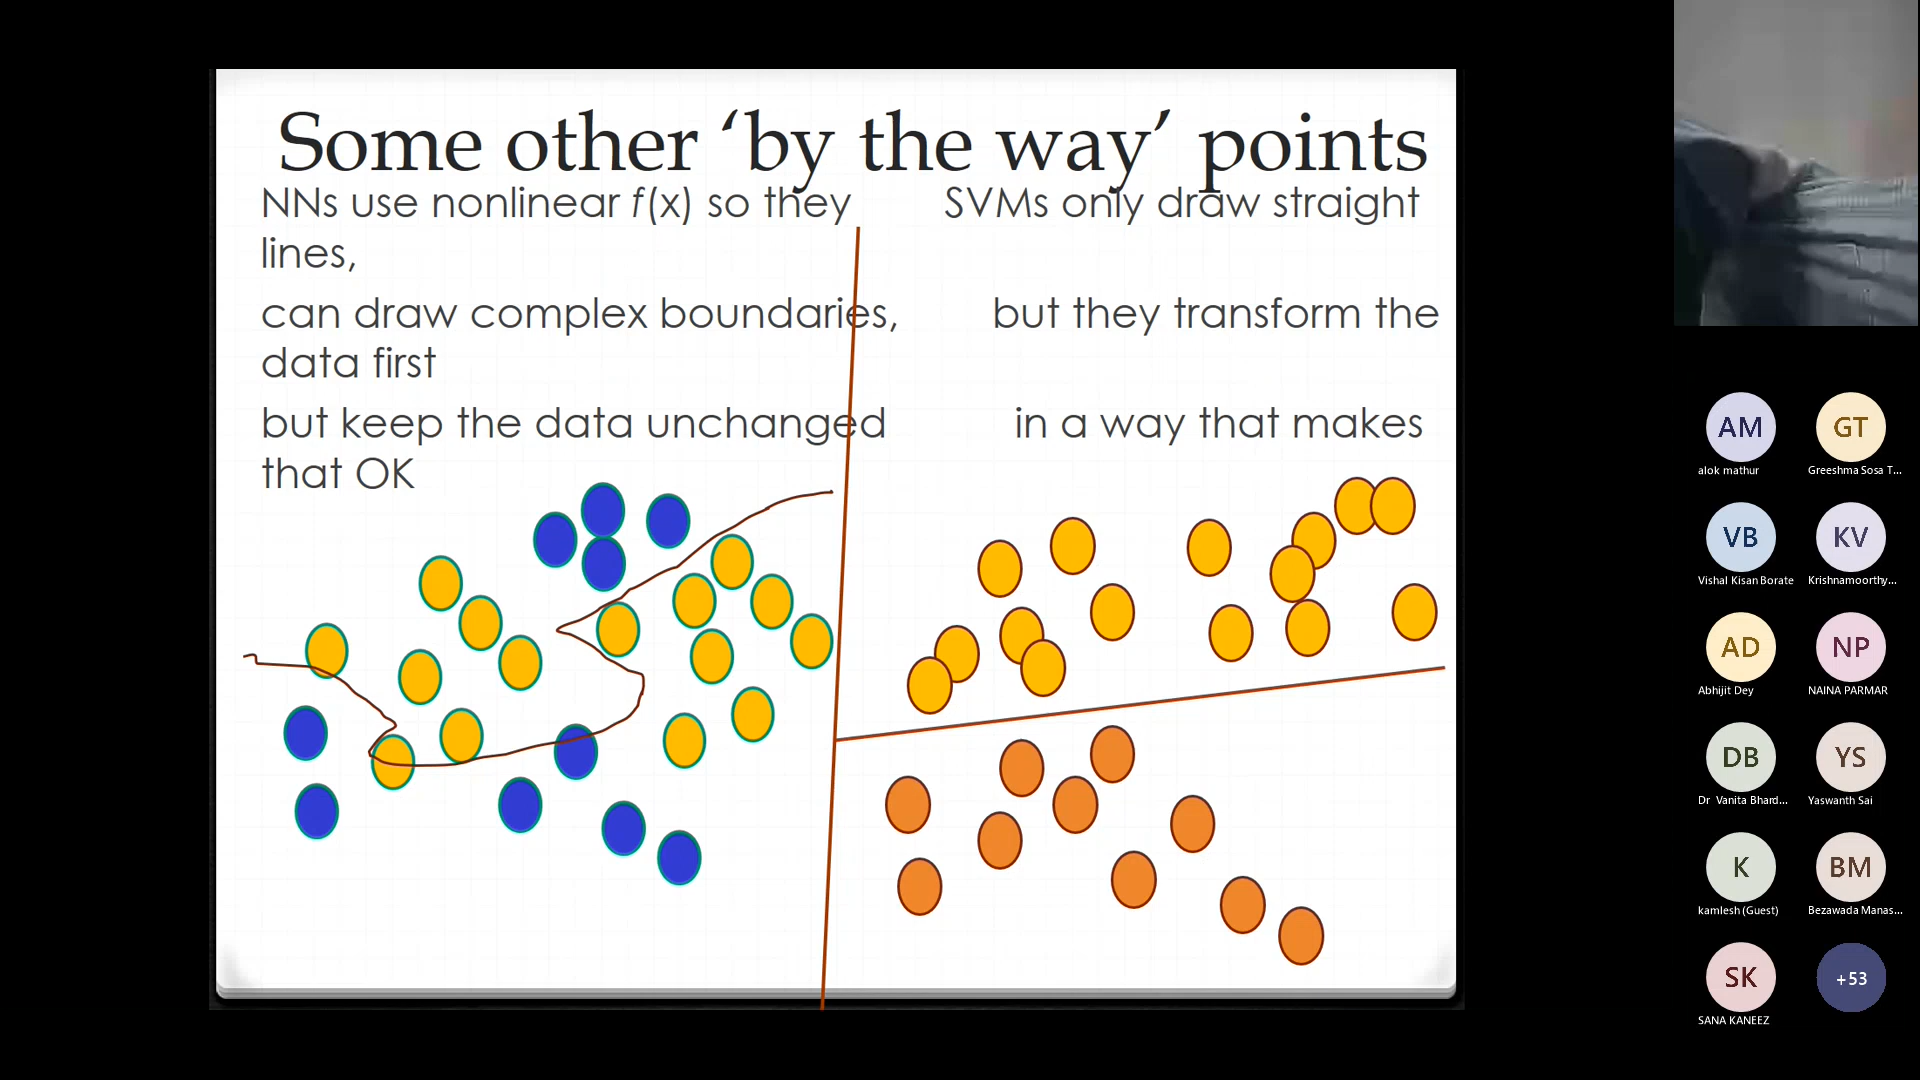 Some other ‘by the way’ points
NNs use nonlinear f(x) so they SVMs only draw straight
lines,
can draw complex boundaries, but they transform the
data first
but keep the data unchanged in a way that makes
that OK
AM
alok mathur
GT
Greeshma Sosa T...
VB
Vishal Kisan Borate
KV
Krishnamoorthy...
AD
Abhijit Dey
NP
NAINA PARMAR
DB
Dr Vanita Bhard...
YS
Yaswanth Sai
K
kamlesh (Guest)
BM
Bezawada Manas...
SK
SANA KANEEZ
+53